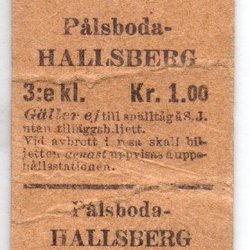 Pålsboda-
HALLSBERG
3:e kl. Kr. 1.00
Gäller ej till snälltåg å S.J.
utan tilläggsbiljett.
Vid avbrott i resa skall bil-
jetten genast uppvisas å uppe-
hållsstationen.
Pålsboda-
HALLSBERG